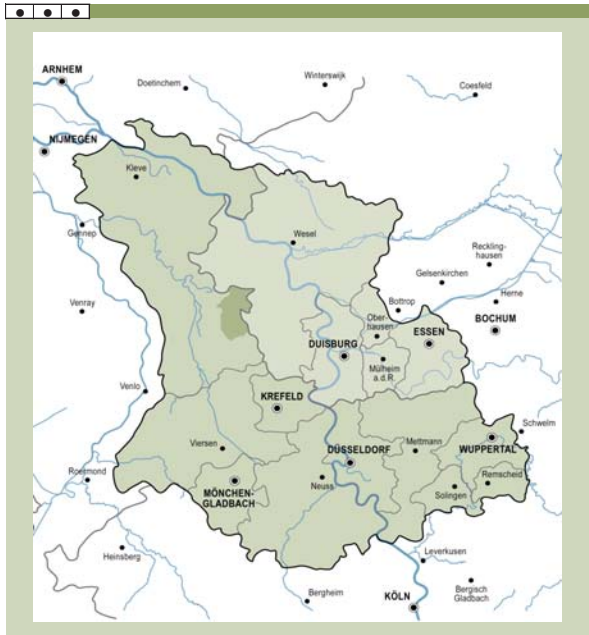 ARNHEM
Doetinchem
Winterswijk
Coesfeld
NIJMEGEN
Kleve
Gennep
Wesel
Reckling-
hausen
Gelsenkirchen
Herne
Venray
Bottrop
Ober-
hausen
BOCHUM
ESSEN
DUISBURG
Mülheim
a.d.R.
Venlo
KREFELD
Schwelm
Viersen
Mettmann
DÜSSELDORF
WUPPERTAL
Roermond
Remscheid
MÖNCHEN-
GLADBACH
Neuss
Solingen
Heinsberg
Leverkusen
Bergheim
Bergisch
Gladbach
KÖLN